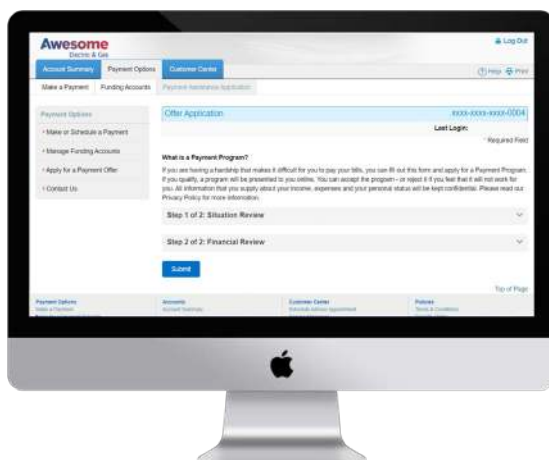 Awesome
Electric & Gas
Log Out
Account Summary Payment Options Customer Center
Help Print
Make a Payment Funding Accounts Payment Assistance Application
Payment Options
Make or Schedule a Payment
Manage Funding Accounts
Apply for a Payment Offer
Contact Us
Offer Application xxxx-xxxx-xxxx-0004
Last Login:
* Required Field
What is a Payment Program?
If you are having a hardship that makes it difficult for you to pay your bills, you can fill out this form and apply for a Payment Program.
If you qualify, a program will be presented to you online. You can accept the program - or reject it if you feel that it will not work for
you. All information that you supply about your income, expenses and your personal status will be kept confidential. Please read our
Privacy Policy for more information.
Step 1 of 2: Situation Review
Step 2 of 2: Financial Review
Submit
Top of Page
Payment Options Accounts Customer Center Policies
Make a Payment Account Summary Terms & Conditions